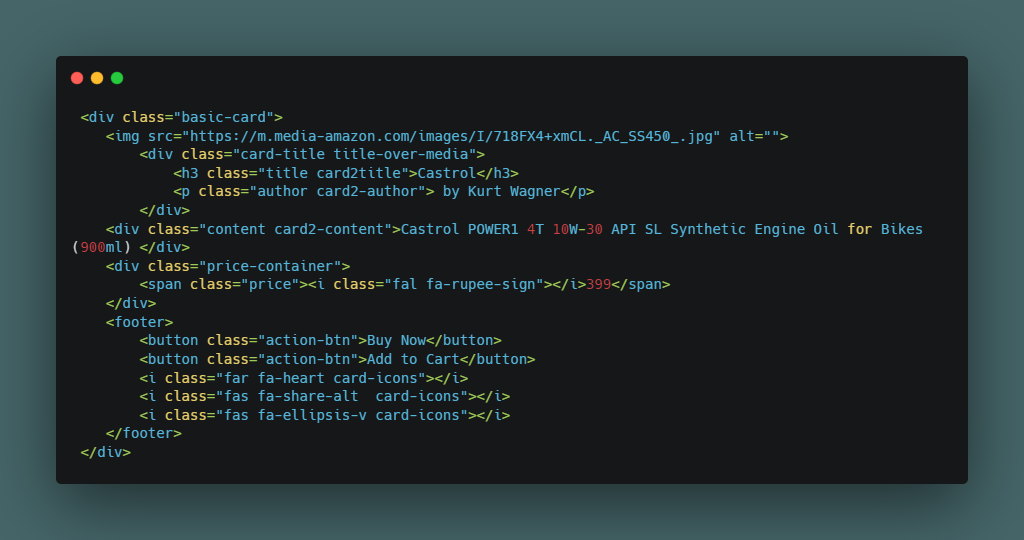 <div class="basic-card">
<img src="https://m.media-amazon.com/images/I/718FX4+xmCL._AC_SS450_.jpg" alt="">
<div class="card-title title-over-media">
<h3 class="title card2title">Castrol</h3>
<p class="author card2-author"> by Kurt Wagner</p>
</div>
<div class="content card2-content">Castrol POWER1 4T 10W-30 API SL Synthetic Engine Oil for Bikes
(900ml) </div>
<div class="price-container">
<span class="price"><i class="fal fa-rupee-sign"></i>399</span>
</div>
<footer>
<button class="action-btn">Buy Now</button>
<button class="action-btn">Add to Cart</button>
<i class="far fa-heart card-icons"></i>
<i class="fas fa-share-alt  card-icons"></i>
<i class="fas fa-ellipsis-v card-icons"></i>
</footer>
</div>